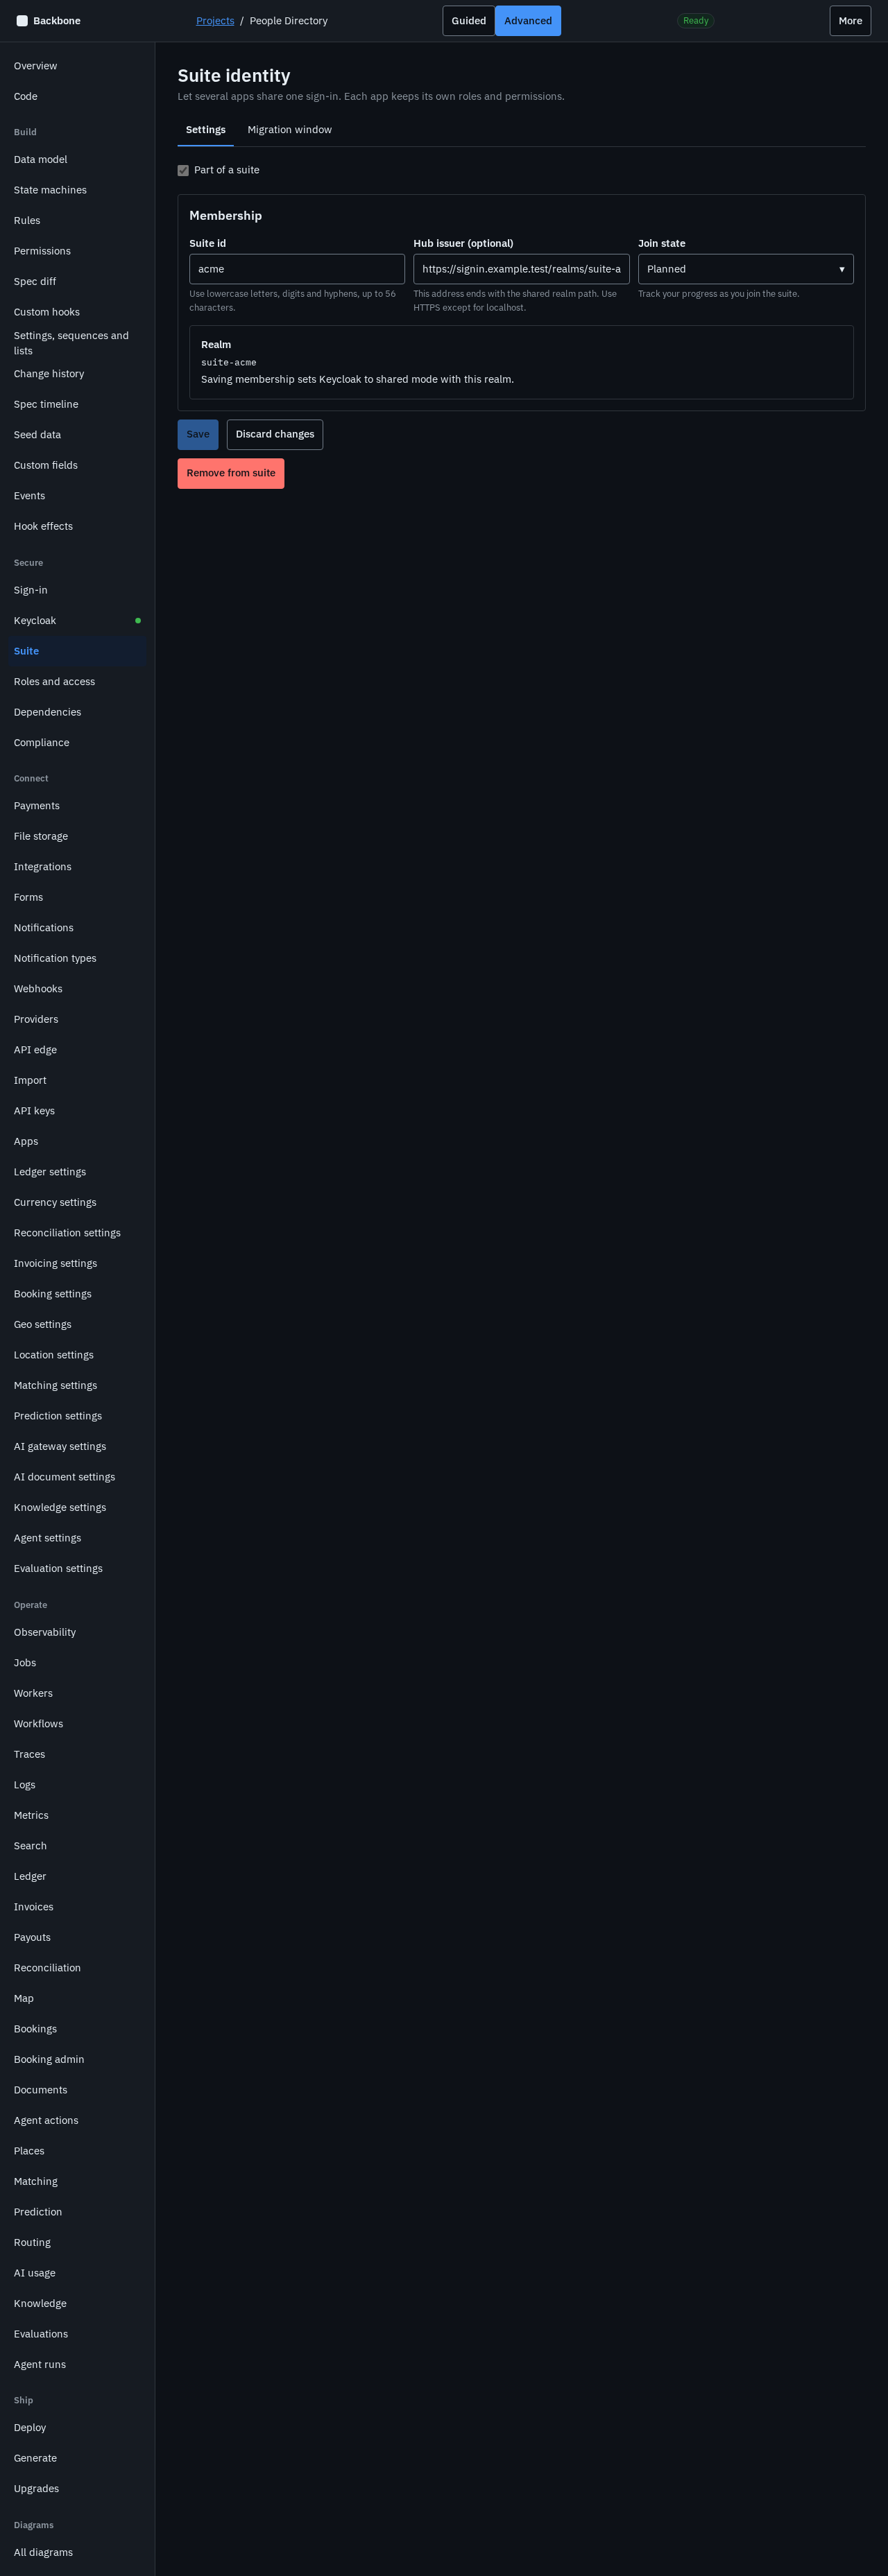 Backbone
Projects / People Directory
Guided
Advanced
Ready
More
Overview
Code
Build
Data model
State machines
Rules
Permissions
Spec diff
Custom hooks
Settings, sequences and
lists
Change history
Spec timeline
Seed data
Custom fields
Events
Hook effects
Secure
Sign-in
Keycloak
Suite
Roles and access
Dependencies
Compliance
Connect
Payments
File storage
Integrations
Forms
Notifications
Notification types
Webhooks
Providers
API edge
Import
API keys
Apps
Ledger settings
Currency settings
Reconciliation settings
Invoicing settings
Booking settings
Geo settings
Location settings
Matching settings
Prediction settings
AI gateway settings
AI document settings
Knowledge settings
Agent settings
Evaluation settings
Operate
Observability
Jobs
Workers
Workflows
Traces
Logs
Metrics
Search
Ledger
Invoices
Payouts
Reconciliation
Map
Bookings
Booking admin
Documents
Agent actions
Places
Matching
Prediction
Routing
AI usage
Knowledge
Evaluations
Agent runs
Ship
Deploy
Generate
Upgrades
Diagrams
All diagrams
Suite identity
Let several apps share one sign-in. Each app keeps its own roles and permissions.
Settings
Migration window
Part of a suite
Membership
Suite id
acme
Use lowercase letters, digits and hyphens, up to 56
characters.
Hub issuer (optional)
https://signin.example.test/realms/suite-a
This address ends with the shared realm path. Use
HTTPS except for localhost.
Join state
Planned
Track your progress as you join the suite.
Realm
suite-acme
Saving membership sets Keycloak to shared mode with this realm.
Save
Discard changes
Remove from suite